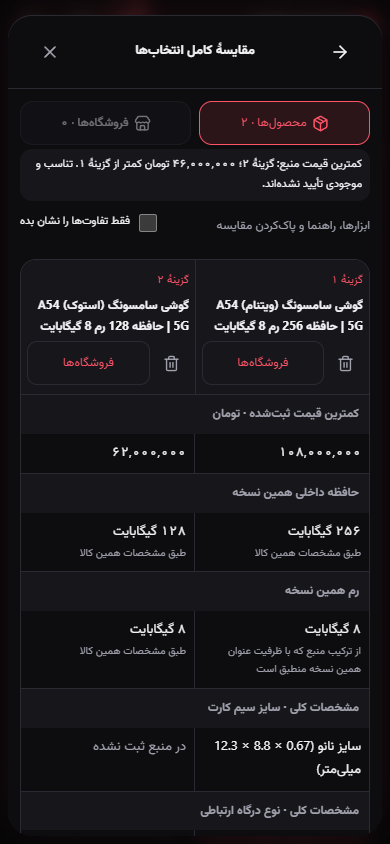 مقایسهٔ کامل انتخاب‌ها
محصول‌ها · ۲
فروشگاه‌ها · ۰
کمترین قیمت منبع: گزینهٔ ۲؛ ۴۶,۰۰۰,۰۰۰ تومان کمتر از گزینهٔ ۱. تناسب و
موجودی تأیید نشده‌اند.
ابزارها، راهنما و پاک‌کردن مقایسه
فقط تفاوت‌ها را نشان بده
گزینهٔ ۱
گوشی سامسونگ (ویتنام) A54
5G | حافظه 256 رم 8 گیگابایت
فروشگاه‌ها
گزینهٔ ۲
گوشی سامسونگ (استوک) A54
5G | حافظه 128 رم 8 گیگابایت
فروشگاه‌ها
کمترین قیمت ثبت‌شده · تومان
۱۰۸,۰۰۰,۰۰۰
۶۲,۰۰۰,۰۰۰
حافظه داخلی همین نسخه
۲۵۶ گیگابایت
طبق مشخصات همین کالا
۱۲۸ گیگابایت
طبق مشخصات همین کالا
رم همین نسخه
۸ گیگابایت
از ترکیب منبع که با ظرفیت عنوان
همین نسخه منطبق است
۸ گیگابایت
طبق مشخصات همین کالا
مشخصات کلی · سایز سیم کارت
سایز نانو (0.67 × 8.8 × 12.3
میلی‌متر)
در منبع ثبت نشده
مشخصات کلی · نوع درگاه ارتباطی